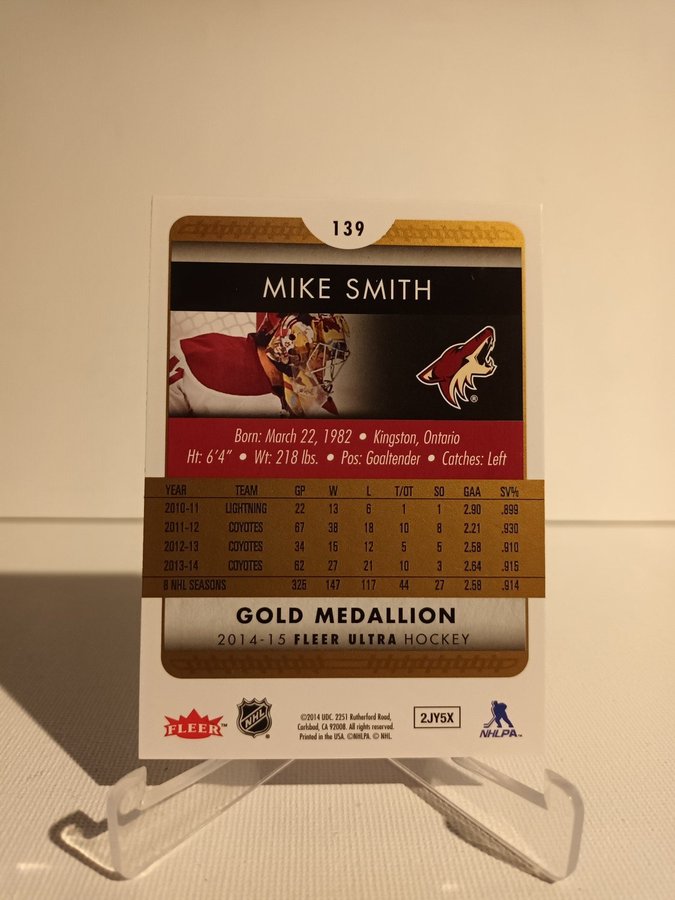 139
MIKE SMITH
Born: March 22, 1982 • Kingston, Ontario
Ht: 6'4" • Wt: 218 lbs. • Pos: Goaltender • Catches: Left
YEAR TEAM GP W L T/OT SO GAA SV%
2010-11 LIGHTNING 22 13 6 1 1 2.90 .899
2011-12 COYOTES 67 38 18 10 8 2.21 .930
2012-13 COYOTES 34 15 12 5 5 2.58 .910
2013-14 COYOTES 62 27 21 10 3 2.64 .915
8 NHL SEASONS 325 147 117 44 27 2.58 .914
GOLD MEDALLION
2014-15 FLEER ULTRA HOCKEY
FLEER™
NHL
®
©2014 UDC. 2251 Rutherford Road,
Carlsbad, CA 92008. All rights reserved.
Printed in the USA. ©NHLPA. © NHL.
2JY5X
NHLPA™